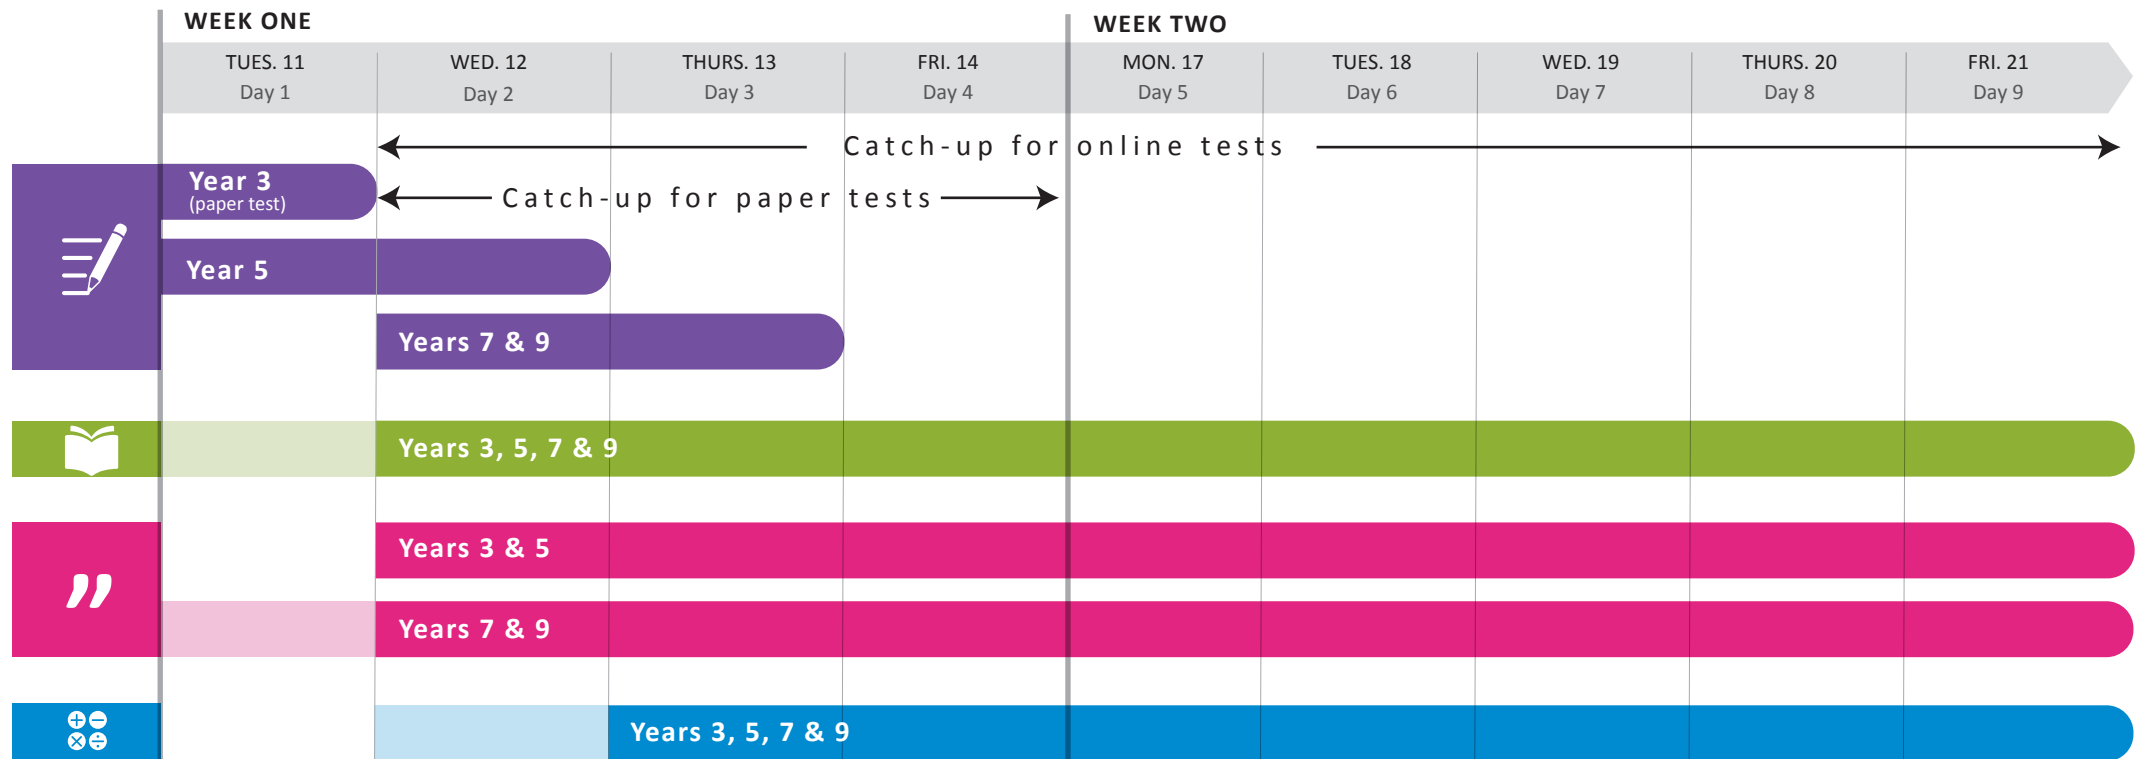 WEEK ONE
WEEK TWO
TUES. 11
WED. 12
THURS. 13
FRI. 14
MON. 17
TUES. 18
WED. 19
THURS. 20
FRI. 21
Day 1
Day 2
Day 3
Day 4
Day 5
Day 6
Day 7
Day 8
Day 9
Catch-up for online tests
Year 3
(paper test)
Catch-up for paper tests
Year 5
Years 7 & 9
Years 3, 5, 7 & 9
Years 3 & 5
Years 7 & 9
Years 3, 5, 7 & 9